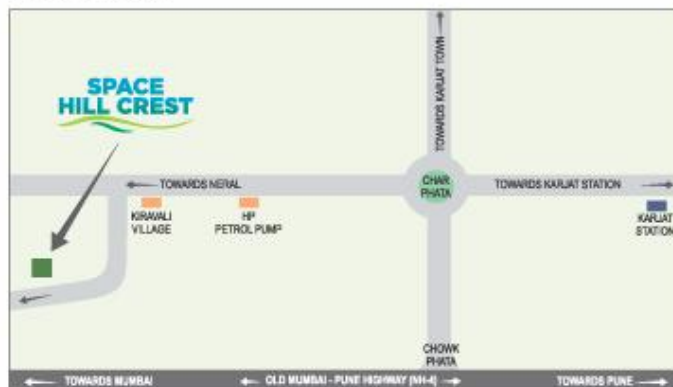 SPACE
HILL CREST
TOWARDS KARJAT TOWN
TOWARDS NERAL
CHAR
PHATA
TOWARDS KARJAT STATION
KIRAVALI
VILLAGE
HP
PETROL PUMP
KARJAT
STATION
CHOWK
PHATA
TOWARDS MUMBAI
OLD MUMBAI - PUNE HIGHWAY (NH-4)
TOWARDS PUNE